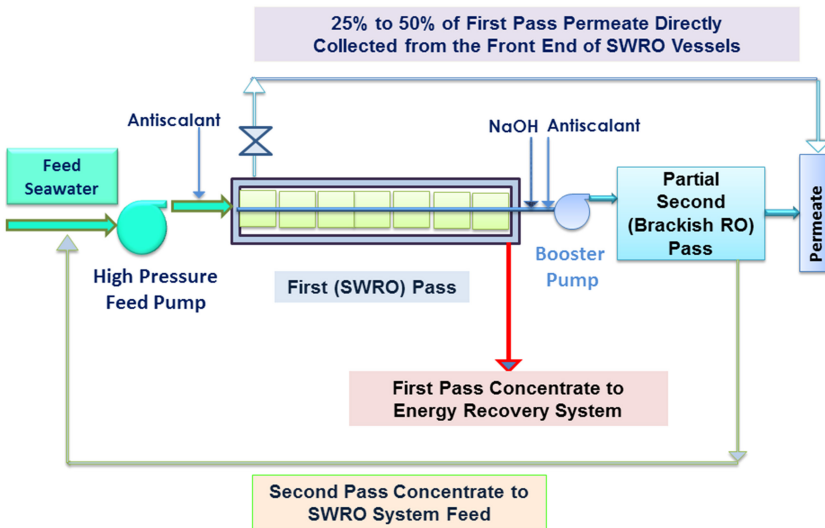 25% to 50% of First Pass Permeate Directly
Collected from the Front End of SWRO Vessels
Antiscalant
NaOH
Antiscalant
Feed
Seawater
Partial
Second
(Brackish RO)
Pass
Permeate
High Pressure
Feed Pump
Booster
Pump
First (SWRO) Pass
First Pass Concentrate to
Energy Recovery System
Second Pass Concentrate to
SWRO System Feed